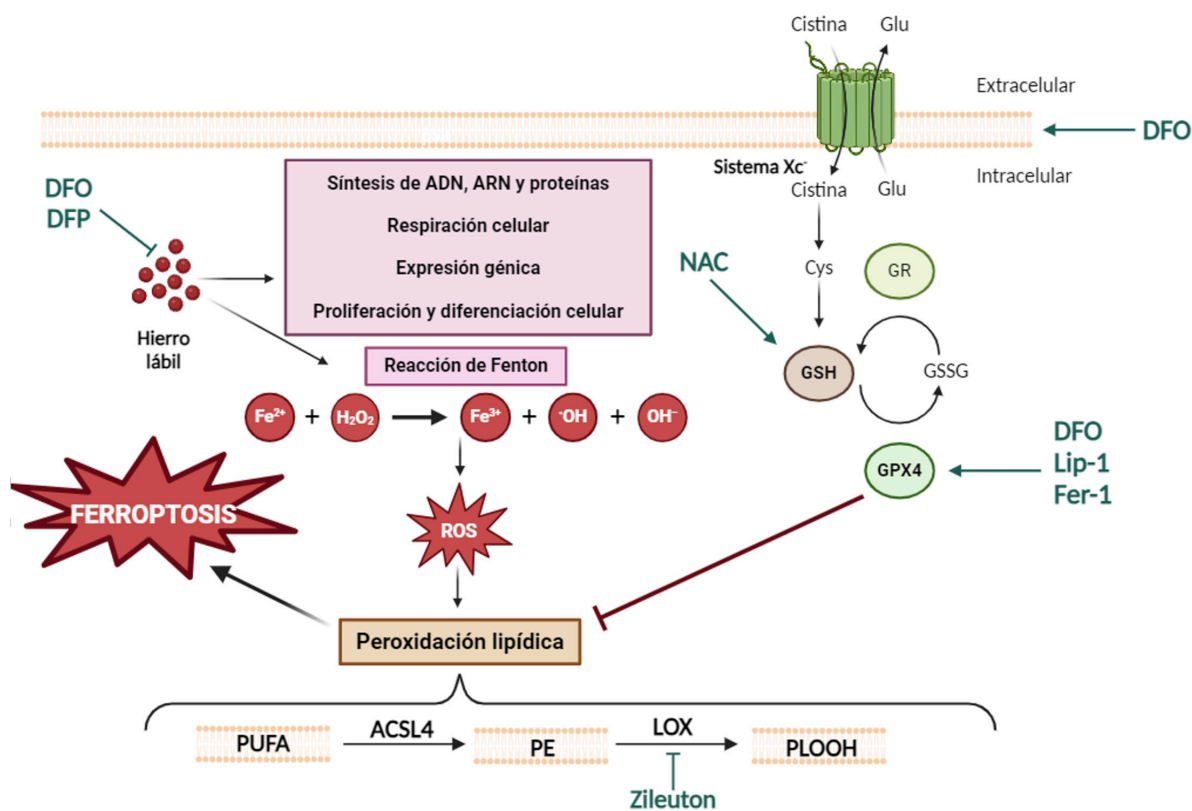 Cistina
Glu
Extracelular
DFO
Sistema Xc⁻
Intracelular
Cistina
Glu
DFO
DFP
Síntesis de ADN, ARN y proteínas
Respiración celular
Expresión génica
Proliferación y diferenciación celular
Hierro
lábil
NAC
Cys
GR
Reacción de Fenton
GSH
GSSG
Fe²⁺ + H₂O₂ Fe³⁺ + ·OH + OH⁻
DFO
Lip-1
Fer-1
GPX4
FERROPTOSIS
ROS
Peroxidación lipídica
PUFA
ACSL4
PE
LOX
PLOOH
Zileuton